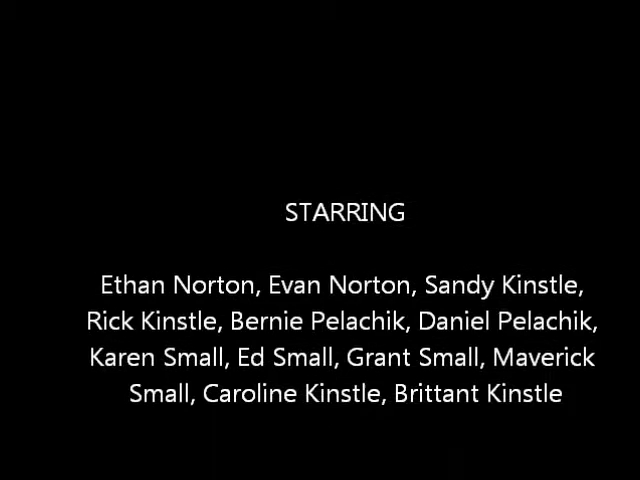 STARRING
Ethan Norton, Evan Norton, Sandy Kinstle,
Rick Kinstle, Bernie Pelachik, Daniel Pelachik,
Karen Small, Ed Small, Grant Small, Maverick
Small, Caroline Kinstle, Brittant Kinstle